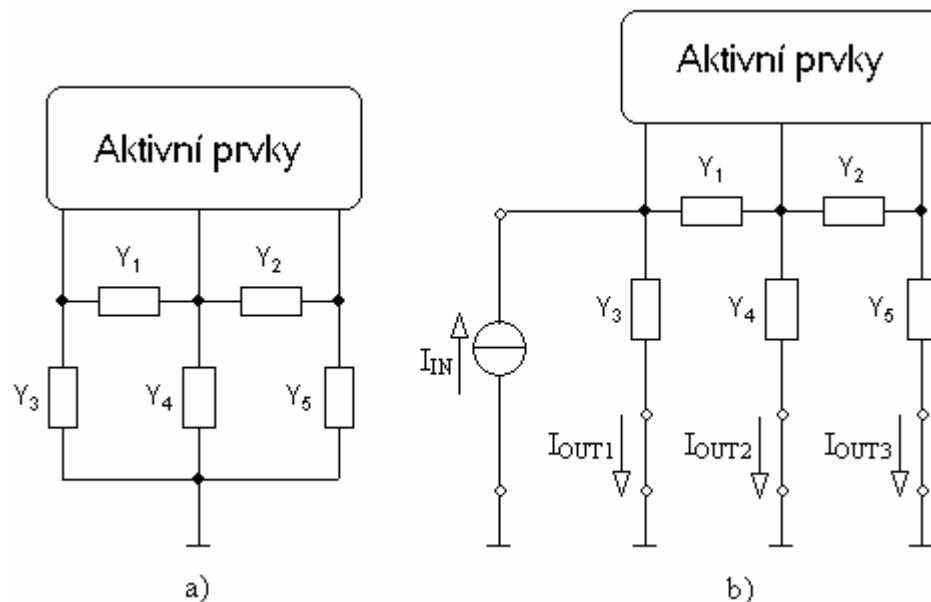 Aktivní prvky
Y1
Y2
Y3
Y4
Y5
a)
Aktivní prvky
Y1
Y2
Y3
Y4
Y5
IIN
IOUT1
IOUT2
IOUT3
b)